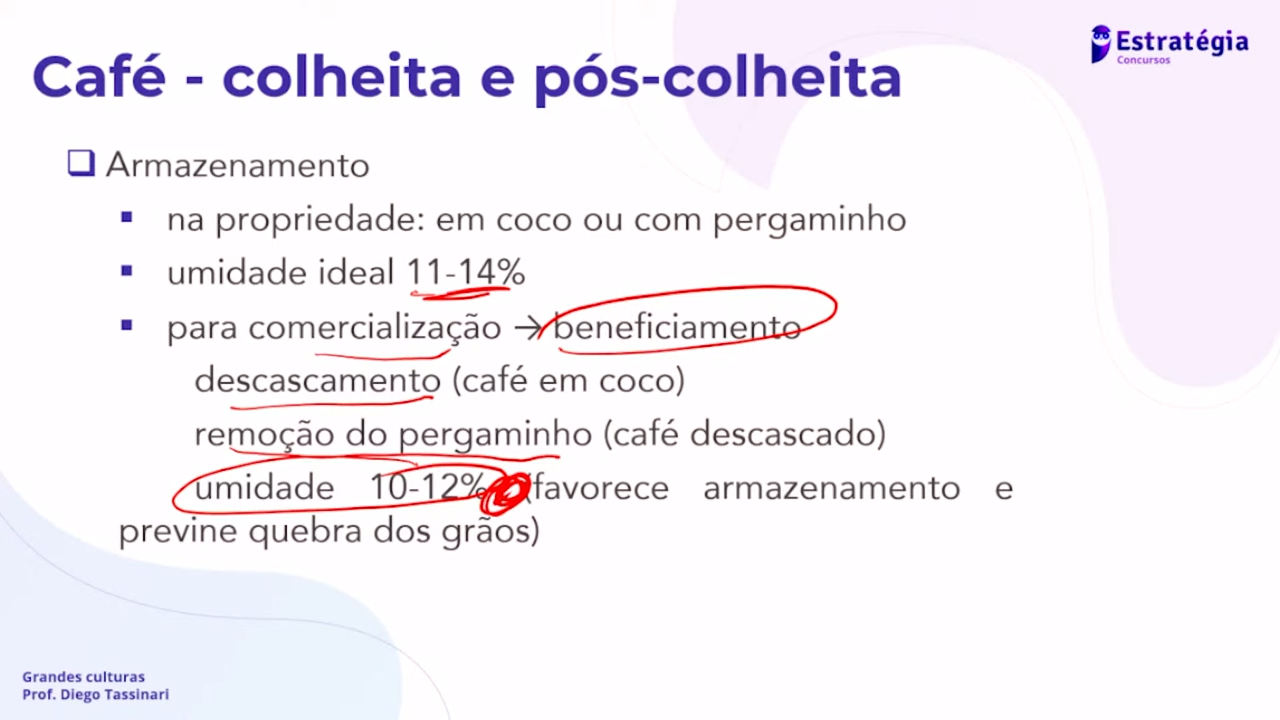 Estratégia
Concursos
Café - colheita e pós-colheita
❑ Armazenamento
▪ na propriedade: em coco ou com pergaminho
▪ umidade ideal 11-14%
▪ para comercialização → beneficiamento
descascamento (café em coco)
remoção do pergaminho (café descascado)
umidade 10-12% (favorece armazenamento e
previne quebra dos grãos)
Grandes culturas
Prof. Diego Tassinari